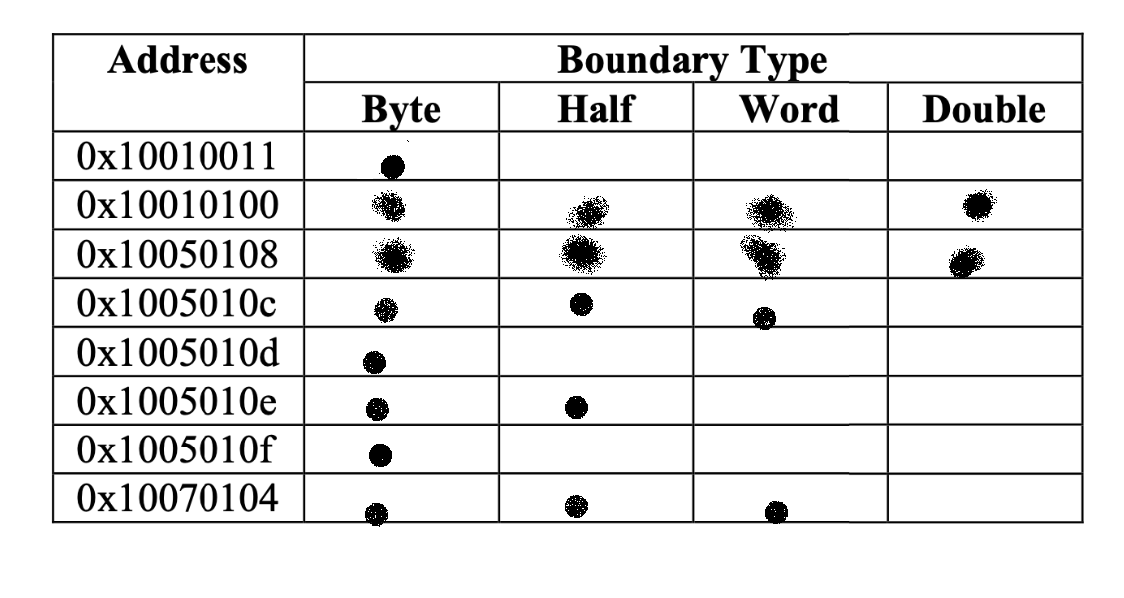 Address Boundary Type
Byte Half Word Double
0x10010011
0x10010100
0x10050108
0x1005010c
0x1005010d
0x1005010e
0x1005010f
0x10070104